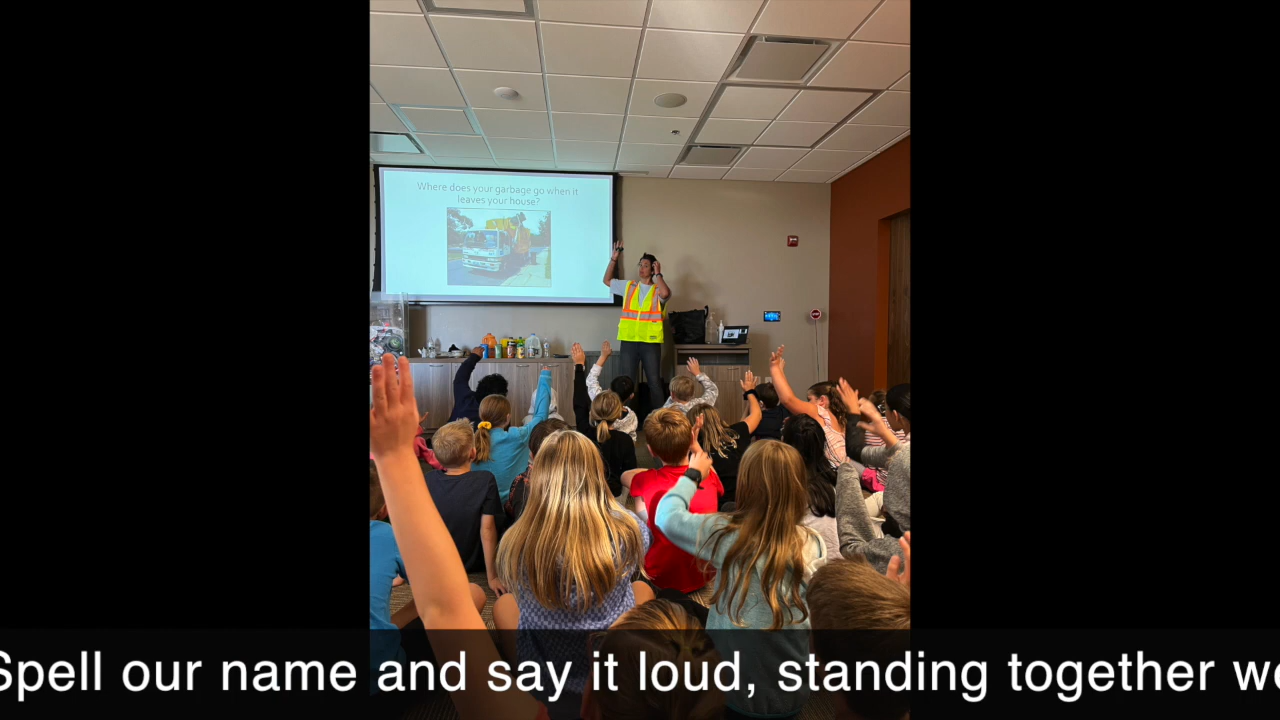 Where does your garbage go when it
leaves your house?
Spell our name and say it loud, standing together we